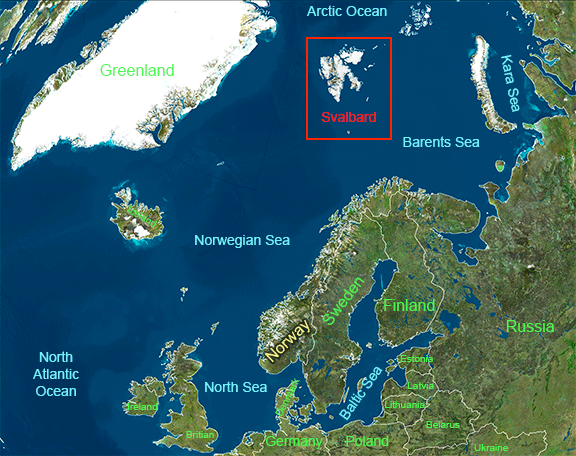 Arctic Ocean
Greenland
Kara Sea
Svalbard
Barents Sea
Norwegian Sea
Sweden
Finland
Norway
Russia
North
Atlantic
Ocean
North Sea
Baltic Sea
Estonia
Latvia
Lithuania
Ireland
Britian
Belarus
Germany
Poland
Ukraine